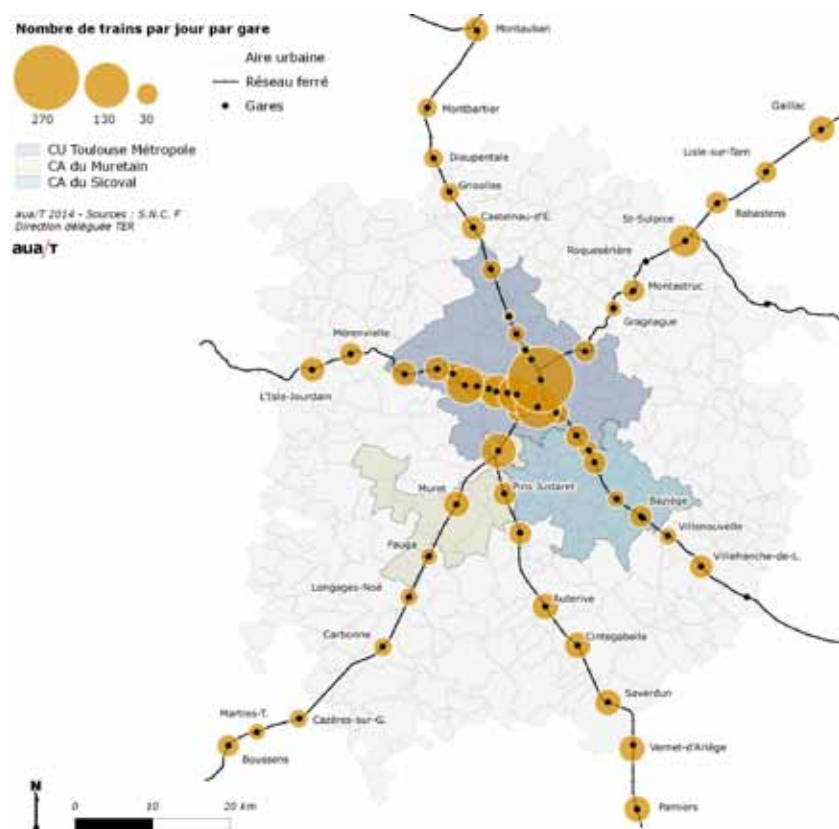 Nombre de trains par jour par gare
270
130
30
Aire urbaine
Réseau ferré
Gares
CU Toulouse Métropole
CA du Muretain
CA du Sicoval
aua/T 2014 - Sources : S.N.C. F
Direction déléguée TER
aua/T
Montauban
Montbartier
Gaillac
Dieupentale
Lisle-sur-Tarn
Grisolles
Rabastens
Castelnau-d'E.
St-Sulpice
Roquesérière
Montastruc
Gragnague
Mérenvielle
L'Isle-Jourdain
Muret
Pins Justaret
Baziège
Villenouvelle
Villefranche-de-L.
Fauga
Longages-Noé
Auterive
Carbonne
Cintegabelle
Saverdun
Martres-T.
Cazères-sur-G.
Boussens
Vernet-d'Ariège
Pamiers
N
0
10
20 km